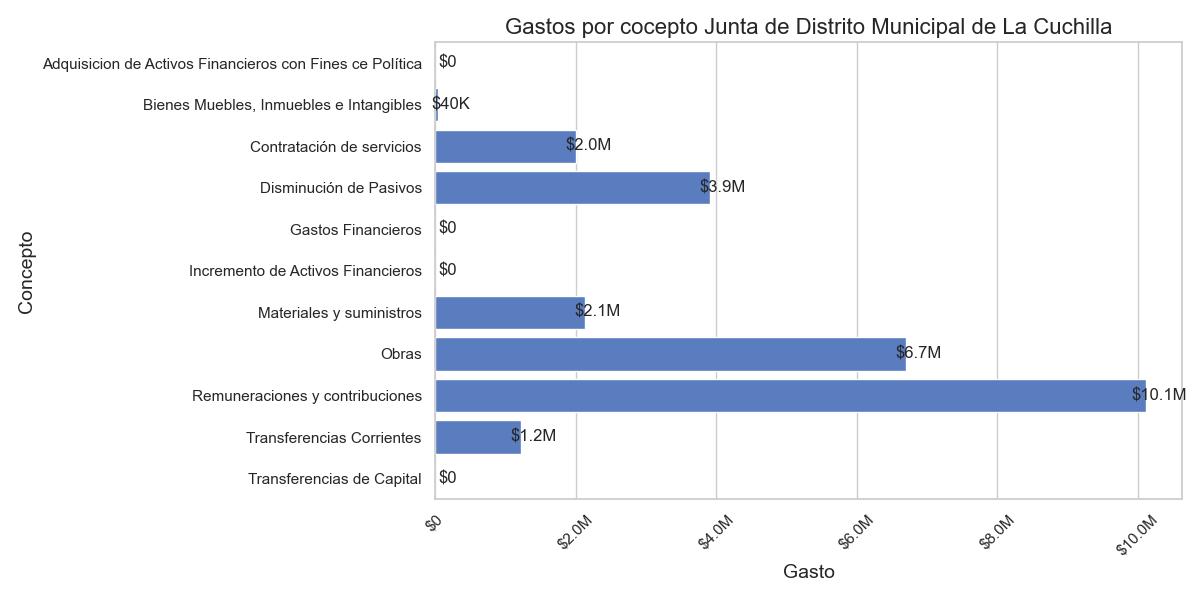 Gastos por cocepto Junta de Distrito Municipal de La Cuchilla
Concepto
Adquisicion de Activos Financieros con Fines ce Política $0
Bienes Muebles, Inmuebles e Intangibles $40K
Contratación de servicios $2.0M
Disminución de Pasivos $3.9M
Gastos Financieros $0
Incremento de Activos Financieros $0
Materiales y suministros $2.1M
Obras $6.7M
Remuneraciones y contribuciones $10.1M
Transferencias Corrientes $1.2M
Transferencias de Capital $0
$0 $2.0M $4.0M $6.0M $8.0M $10.0M
Gasto